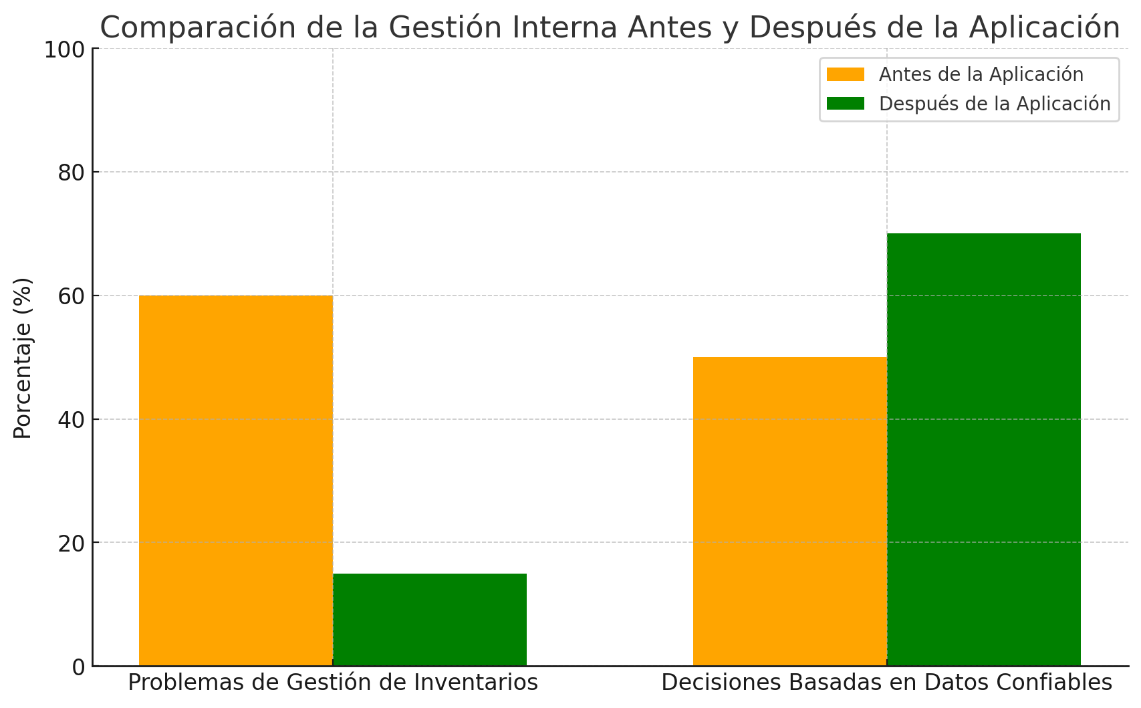 Comparación de la Gestión Interna Antes y Después de la Aplicación
Antes de la Aplicación
Después de la Aplicación
Porcentaje (%)
100
80
60
40
20
0
Problemas de Gestión de Inventarios
Decisiones Basadas en Datos Confiables